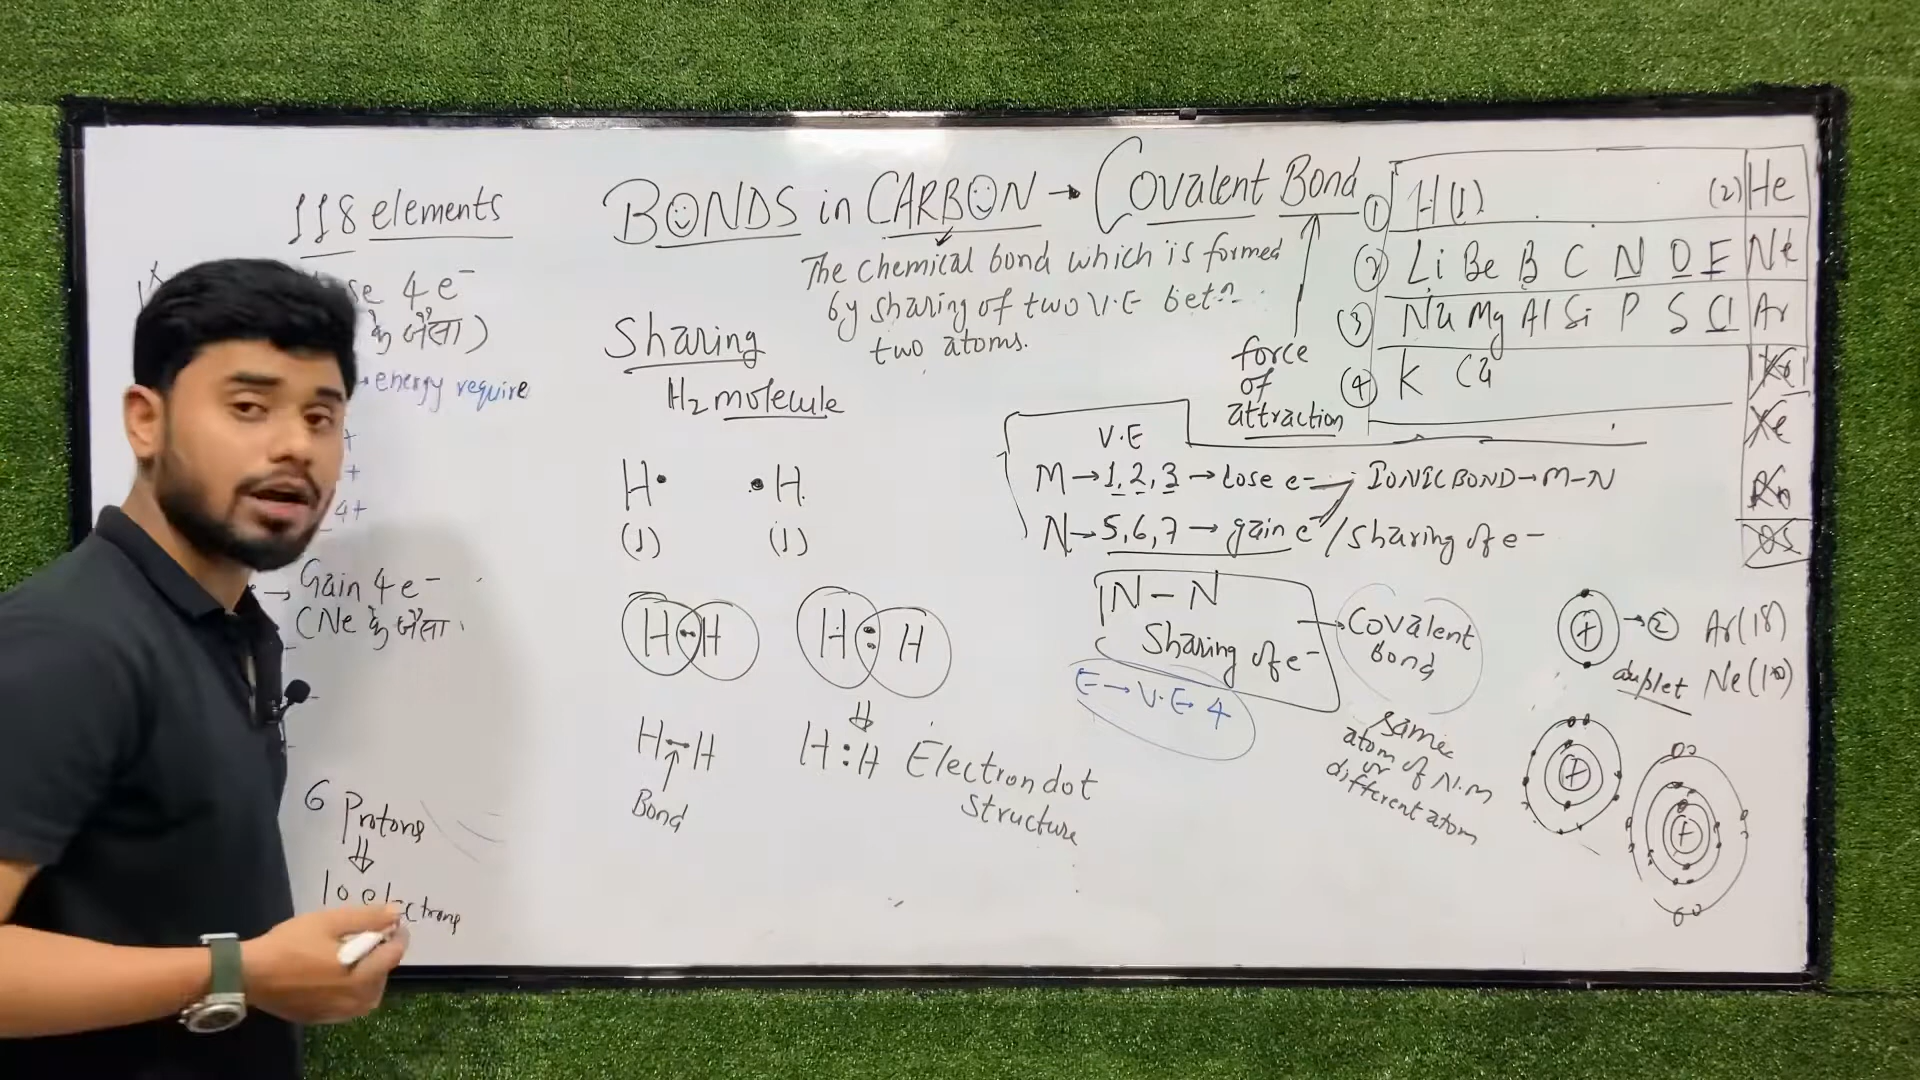 118 elements
4e-
के जैसा)
→ energy require
+
+
4+
→ Gain 4e-
(Ne के जैसा
6 Protons
⇓
10 electrons
BONDS in CARBON → Covalent Bond
The chemical bond which is formed
by sharing of two V.E betn
two atoms.
Sharing
H2 molecule
H• •H
(1) (1)
H••H H:H
H-H H:H Electron dot
Structure
Bond
force
of
attraction
V.E
M→1,2,3→Lose e- IONIC BOND→M-N
N→5,6,7→gain e-/Sharing of e-
N-N
Sharing of e-
→Covalent
Bond
E→V.E→4
Same
atom of N.M
or
different atom
① H(1) (2) He
② Li Be B C N O F Ne
(3) Na Mg Al Si P S Cl Ar
④ K Ca Kr
Xe
Rn
Os
+ →② Ar(18)
duplet Ne(10)
+
+